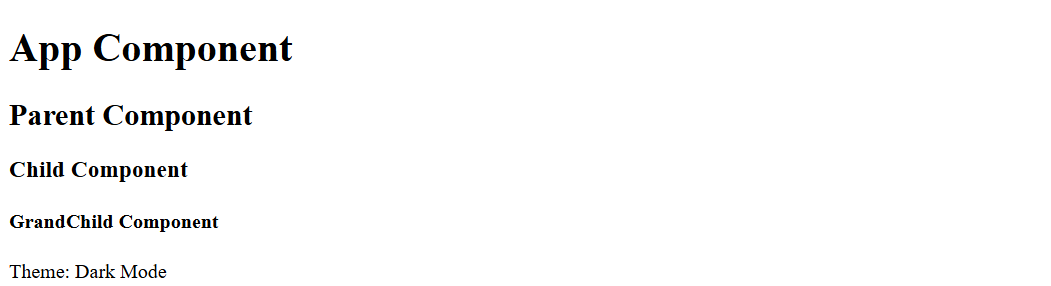 App Component
Parent Component
Child Component
GrandChild Component
Theme: Dark Mode